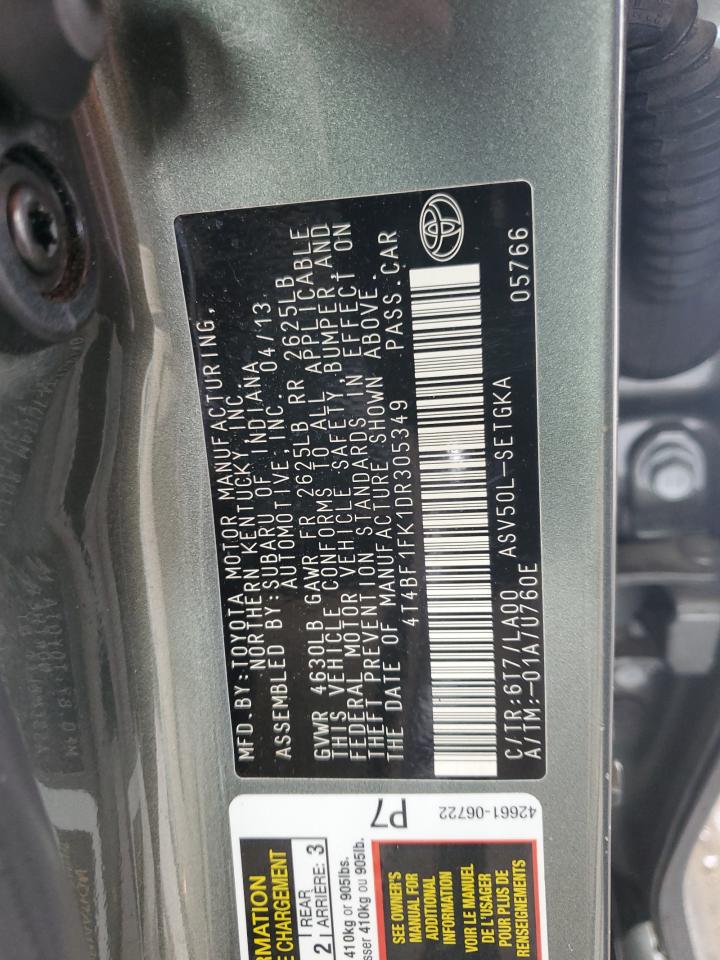 MFD.BY:TOYOTA MOTOR MANUFACTURING,
NORTHERN KENTUCKY,INC.
ASSEMBLED BY:SUBARU OF INDIANA
AUTOMOTIVE,INC. 04/13
GVWR 4630LB GAWR FR 2625LB RR 2625LB
THIS VEHICLE CONFORMS TO ALL APPLICABLE
FEDERAL MOTOR VEHICLE SAFETY,BUMPER,AND
THEFT PREVENTION STANDARDS IN EFFECT ON
THE DATE OF MANUFACTURE SHOWN ABOVE.
4T4BF1FK1DR305349 PASS.CAR
C/TR:6T7/LA00 ASV50L-SETGKA
A/TM:-01A/U760E 05766
INFORMATION
E CHARGEMENT
2 REAR
ARRIÈRE: 3
410kg or 905lbs.
sser 410kg ou 905lb.
P7
42661-06722
SEE OWNER'S
MANUAL FOR
ADDITIONAL
INFORMATION
VOIR LE MANUEL
DE L'USAGER
POUR PLUS DE
RENSEIGNEMENTS